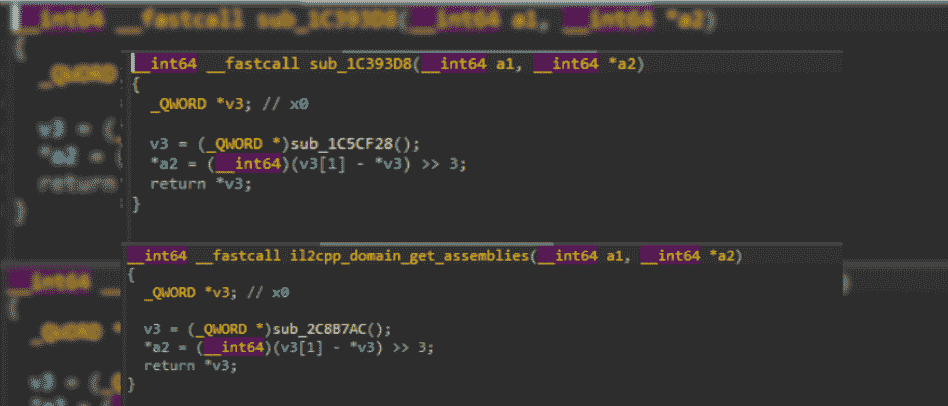 __int64 __fastcall sub_1C393D8(__int64 a1, __int64 *a2)
{
_QWORD *v3; // x0
v3 = (_QWORD *)sub_1C5CF28();
*a2 = (__int64)(v3[1] - *v3) >> 3;
return *v3;
}
__int64 __fastcall il2cpp_domain_get_assemblies(__int64 a1, __int64 *a2)
{
_QWORD *v3; // x0
v3 = (_QWORD *)sub_2C8B7AC();
*a2 = (__int64)(v3[1] - *v3) >> 3;
return *v3;
}